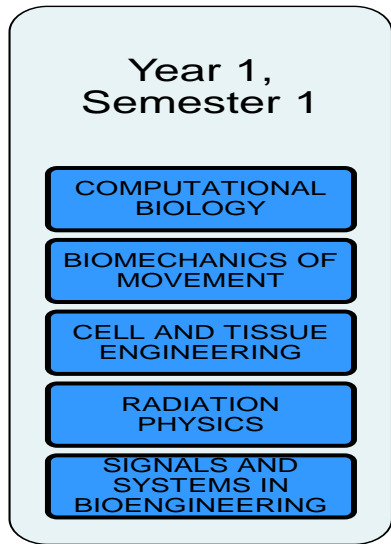 Year 1,
Semester 1
COMPUTATIONAL
BIOLOGY
BIOMECHANICS OF
MOVEMENT
CELL AND TISSUE
ENGINEERING
RADIATION
PHYSICS
SIGNALS AND
SYSTEMS IN
BIOENGINEERING